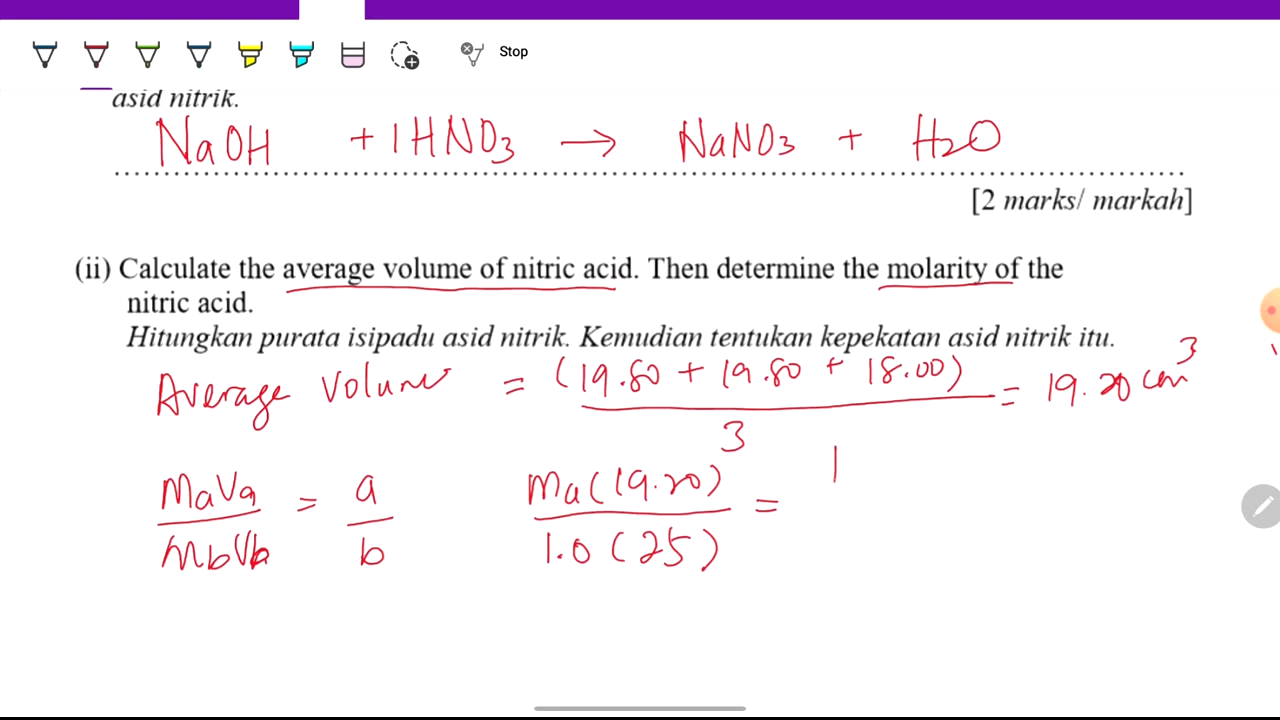 Stop
asid nitrik.
NaOH + 1HNO3 → NaNO3 + H2O
[2 marks/ markah]
(ii) Calculate the average volume of nitric acid. Then determine the molarity of the
nitric acid.
Hitungkan purata isipadu asid nitrik. Kemudian tentukan kepekatan asid nitrik itu.
Average volume = (19.80 + 19.80 + 18.00) / 3 = 19.20 cm³
MaVa / MbVb = a / b    Ma(19.20) / 1.0(25) = 1